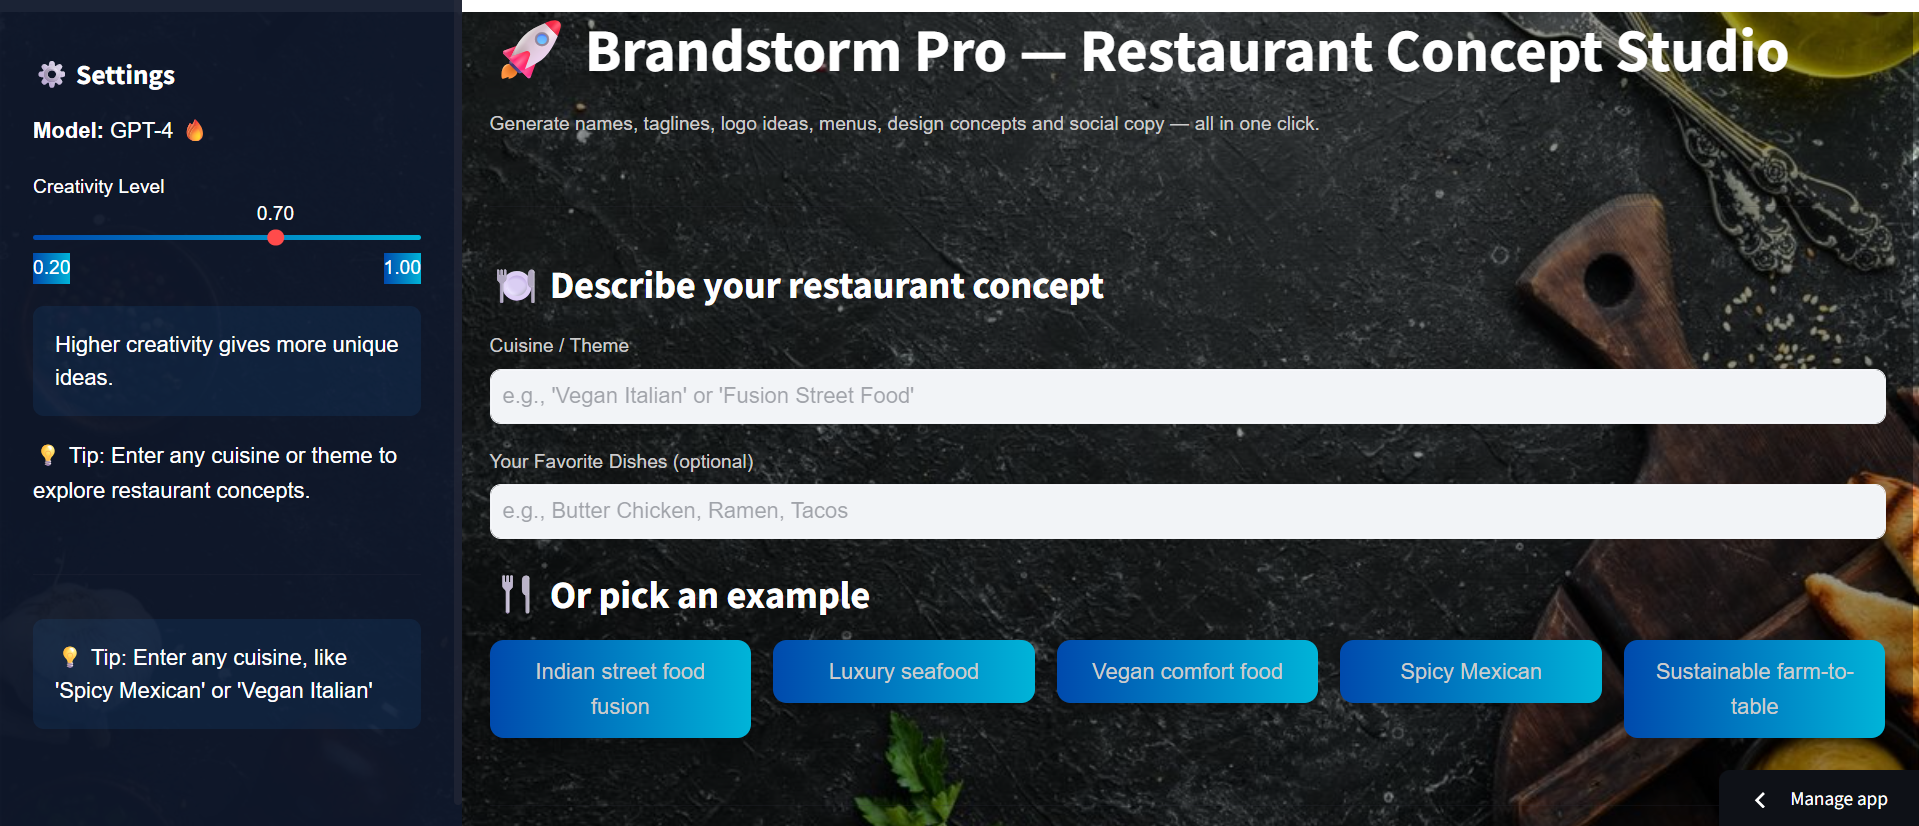 Settings
Model: GPT-4
Creativity Level
0.70
0.20
1.00
Higher creativity gives more unique
ideas.
Tip: Enter any cuisine or theme to
explore restaurant concepts.
Tip: Enter any cuisine, like
'Spicy Mexican' or 'Vegan Italian'
Brandstorm Pro — Restaurant Concept Studio
Generate names, taglines, logo ideas, menus, design concepts and social copy — all in one click.
Describe your restaurant concept
Cuisine / Theme
e.g., 'Vegan Italian' or 'Fusion Street Food'
Your Favorite Dishes (optional)
e.g., Butter Chicken, Ramen, Tacos
Or pick an example
Indian street food
fusion
Luxury seafood
Vegan comfort food
Spicy Mexican
Sustainable farm-to-
table
Manage app